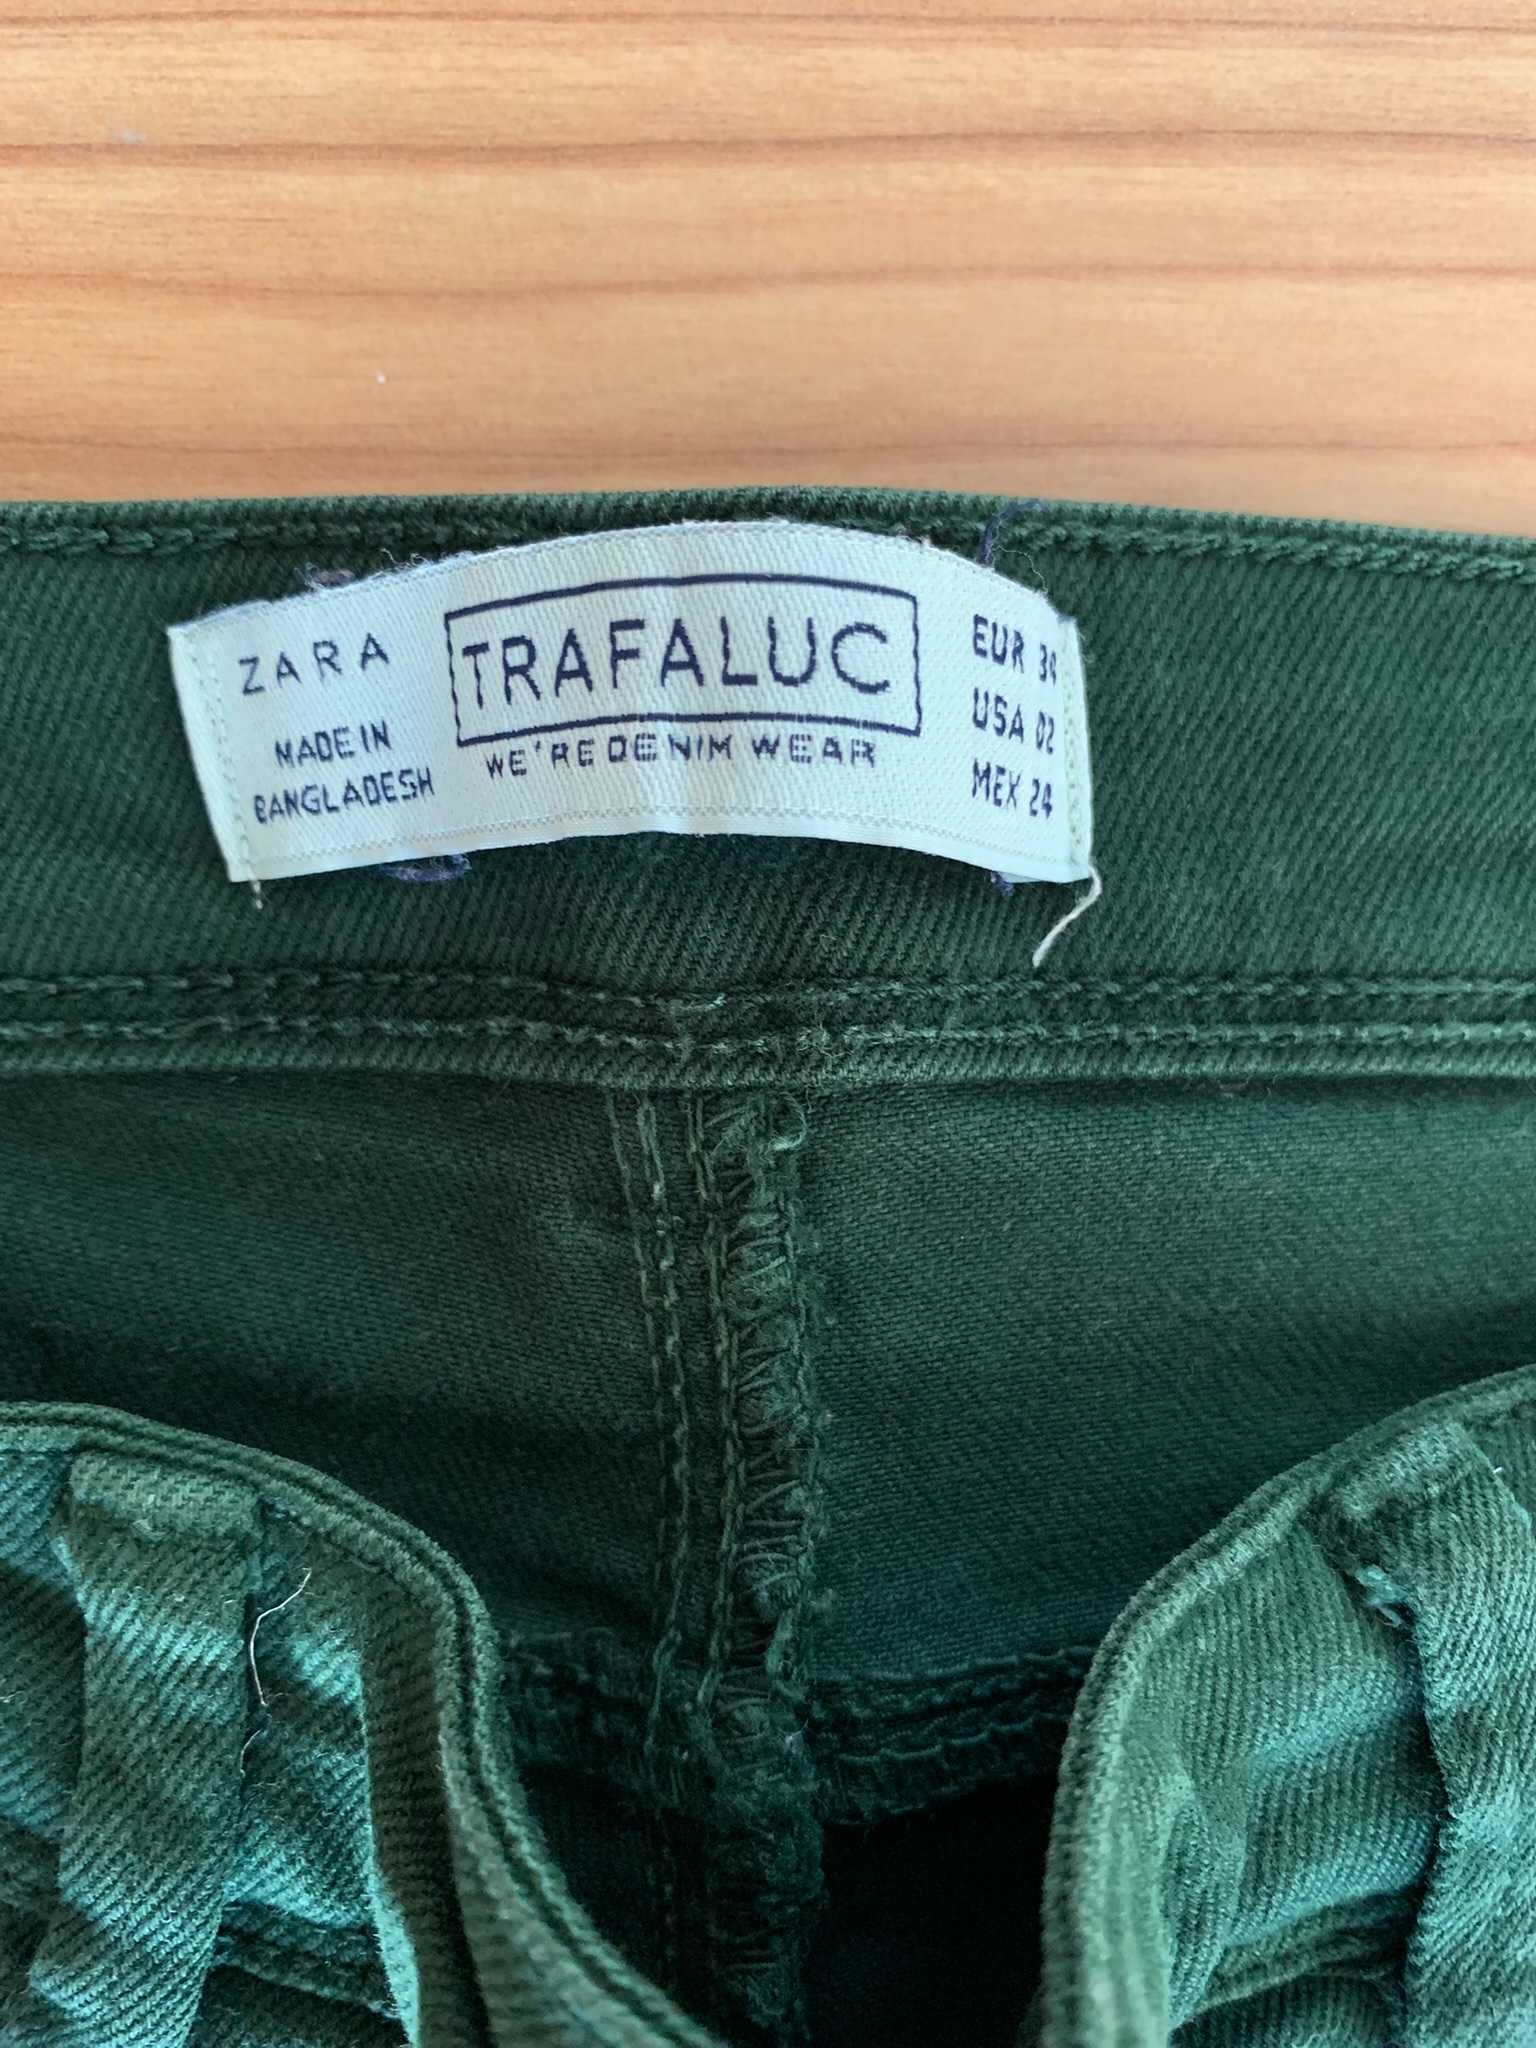 ZARA
MADE IN
BANGLADESH
TRAFALUC
WE'RE DENIM WEAR
EUR 34
USA 02
MEX 24